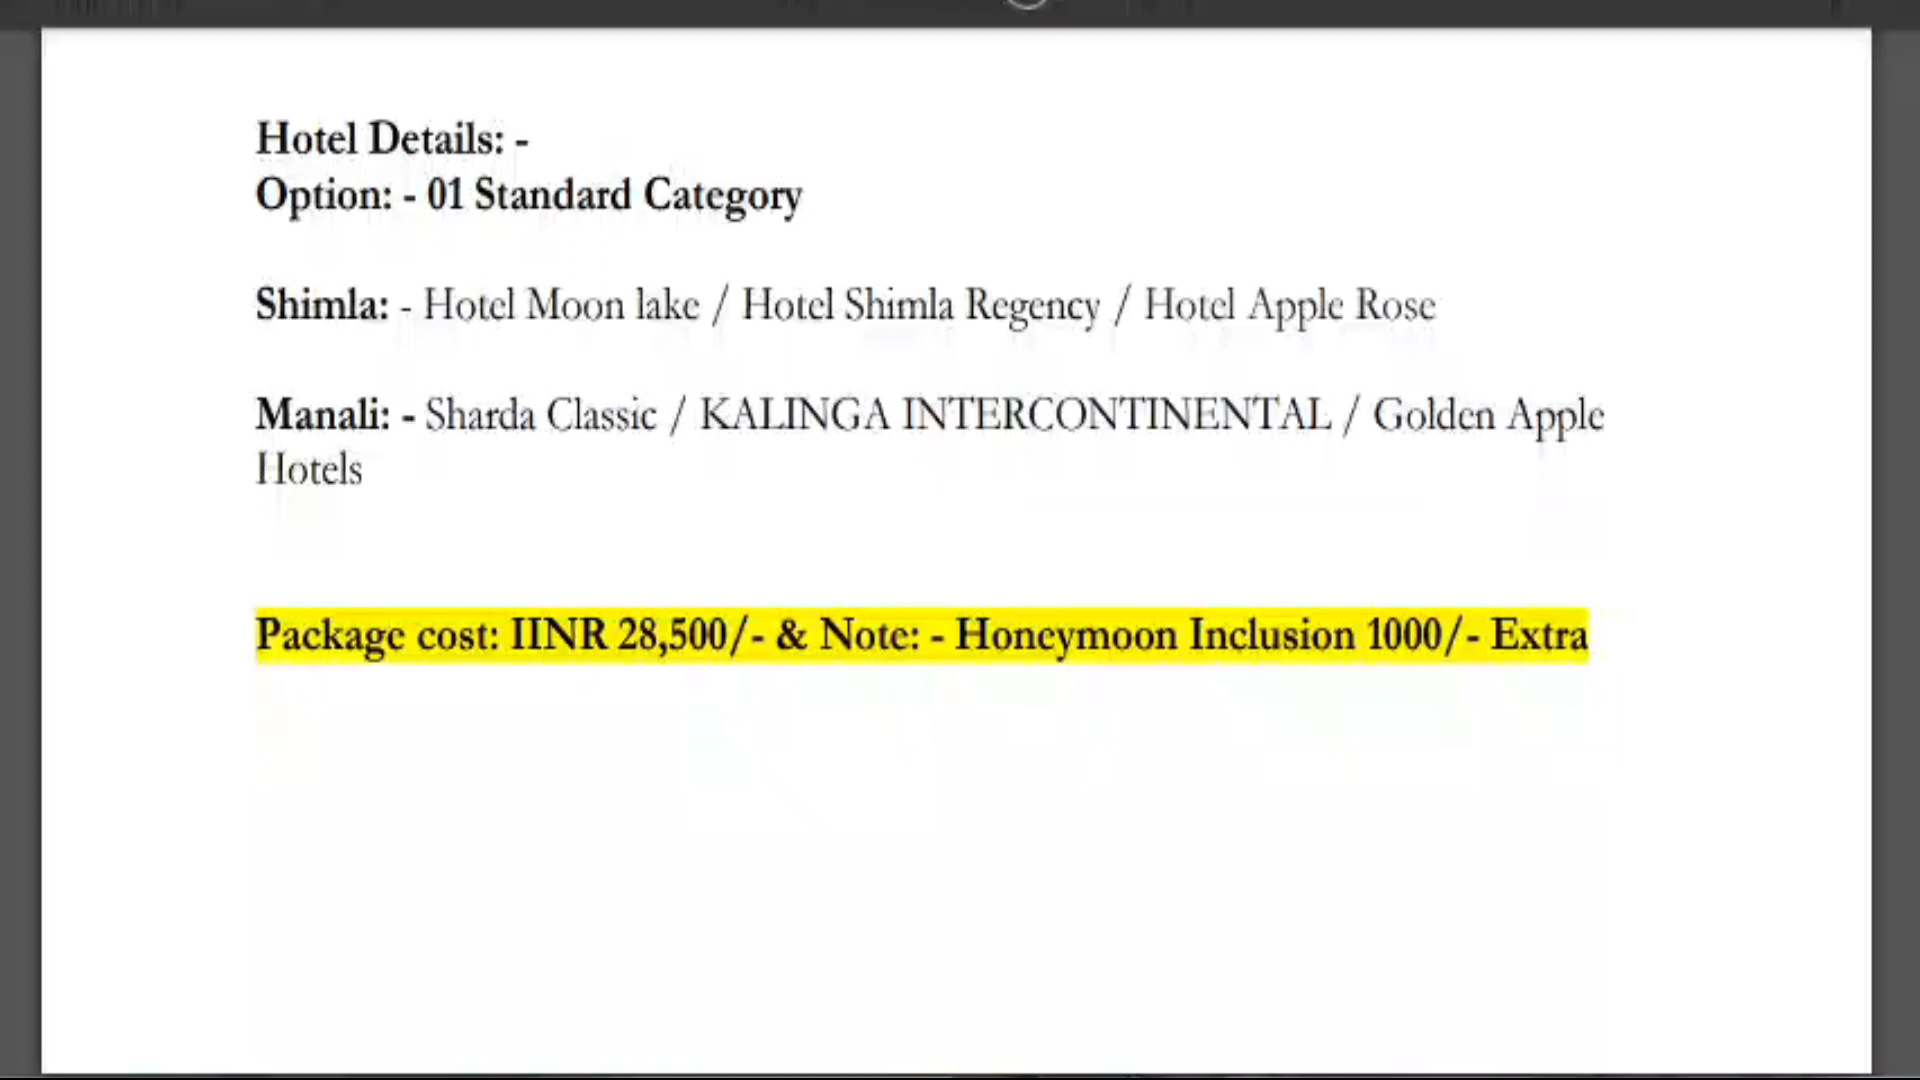 Hotel Details: -
Option: - 01 Standard Category
Shimla: - Hotel Moon lake / Hotel Shimla Regency / Hotel Apple Rose
Manali: - Sharda Classic / KALINGA INTERCONTINENTAL / Golden Apple
Hotels
Package cost: IINR 28,500/- & Note: - Honeymoon Inclusion 1000/- Extra